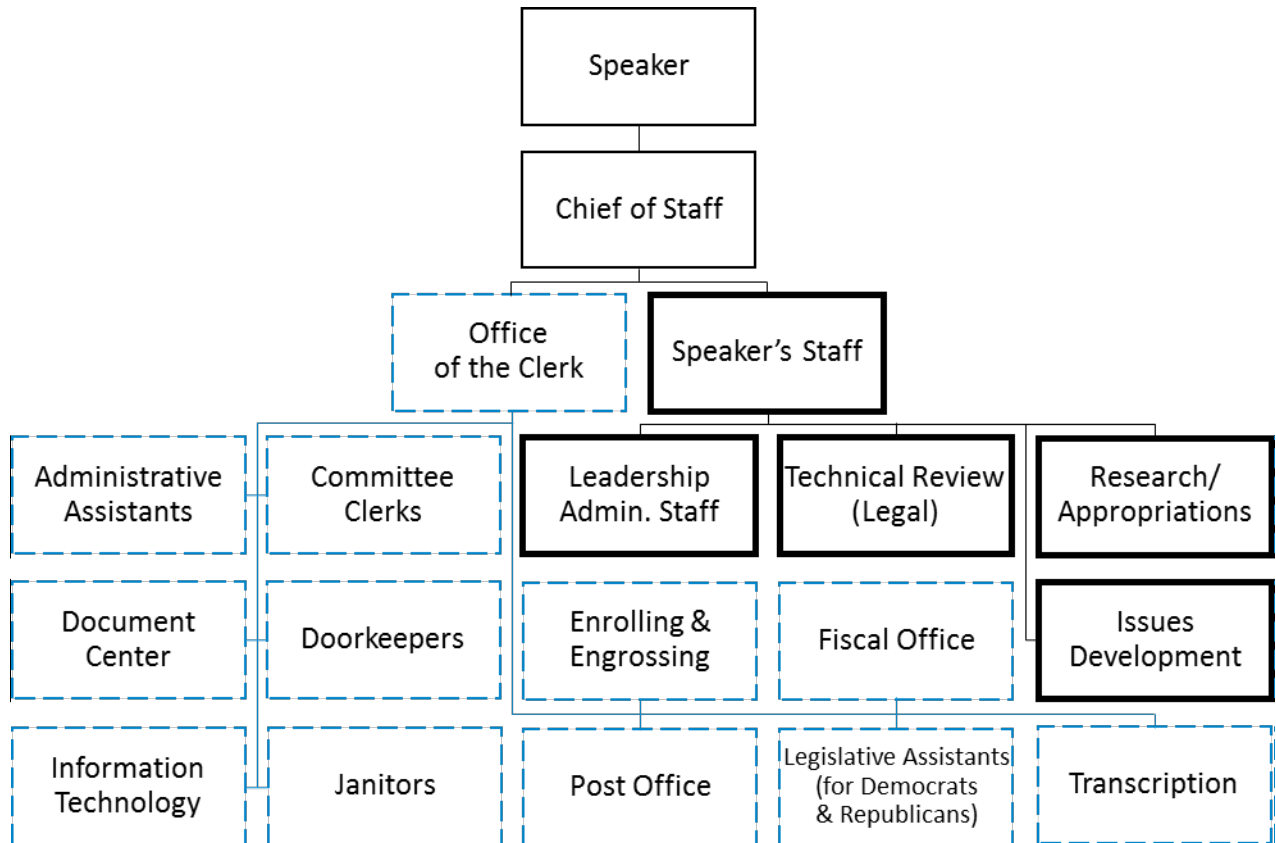 Speaker
Chief of Staff
Office
of the Clerk
Speaker’s Staff
Administrative
Assistants
Committee
Clerks
Leadership
Admin. Staff
Technical Review
(Legal)
Research/
Appropriations
Document
Center
Doorkeepers
Enrolling &
Engrossing
Fiscal Office
Issues
Development
Information
Technology
Janitors
Post Office
Legislative Assistants
(for Democrats
& Republicans)
Transcription